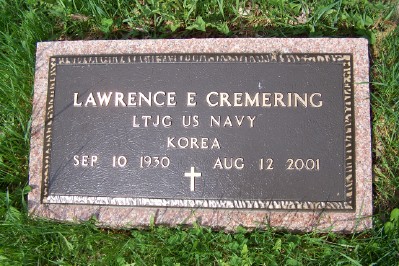 LAWRENCE E CREMERING
LTJG US NAVY
KOREA
SEP 10 1930 AUG 12 2001